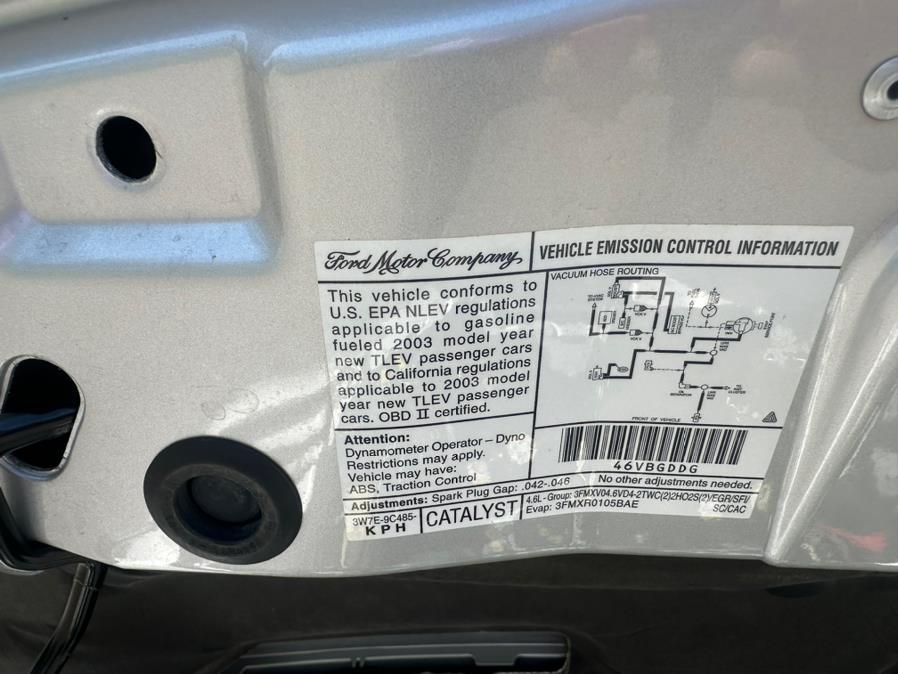 Ford Motor Company
VEHICLE EMISSION CONTROL INFORMATION
This vehicle conforms to
U.S. EPA NLEV regulations
applicable to gasoline
fueled 2003 model year
new TLEV passenger cars
and to California regulations
applicable to 2003 model
year new TLEV passenger
cars. OBD II certified.
Attention:
Dynamometer Operator – Dyno
Restrictions may apply.
Vehicle may have:
ABS, Traction Control
VACUUM HOSE ROUTING
FRONT OF VEHICLE
46VBGDDG
Adjustments: Spark Plug Gap: .042-.046
No other adjustments needed.
3W7E-9C485-
KPH
CATALYST
4.6L - Group: 3FMXV04.6VD4-2TWC(2)2HO2S(2)/EGR/SFI/
SC/CAC
Evap: 3FMXR0105BAE